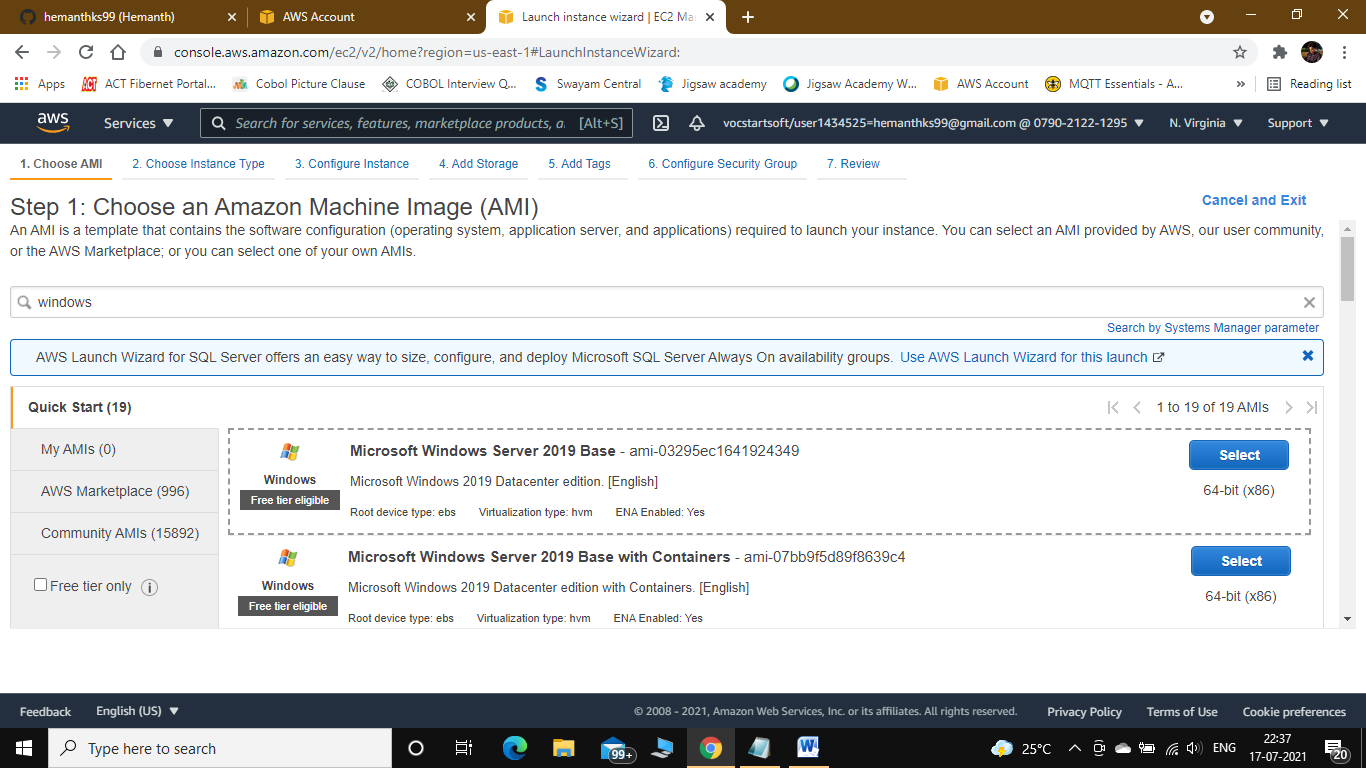 hemanthks99 (Hemanth)
AWS Account
Launch instance wizard | EC2 Ma
console.aws.amazon.com/ec2/v2/home?region=us-east-1#LaunchInstanceWizard:
Apps
ACT Fibernet Portal...
Cobol Picture Clause
COBOL Interview Q...
Swayam Central
Jigsaw academy
Jigsaw Academy W...
AWS Account
MQTT Essentials - A...
»
Reading list
aws
Services
Search for services, features, marketplace products, a
[Alt+S]
vocstartsoft/user1434525=hemanthks99@gmail.com @ 0790-2122-1295
N. Virginia
Support
1. Choose AMI
2. Choose Instance Type
3. Configure Instance
4. Add Storage
5. Add Tags
6. Configure Security Group
7. Review
Step 1: Choose an Amazon Machine Image (AMI)
Cancel and Exit
An AMI is a template that contains the software configuration (operating system, application server, and applications) required to launch your instance. You can select an AMI provided by AWS, our user community,
or the AWS Marketplace; or you can select one of your own AMIs.
windows
Search by Systems Manager parameter
AWS Launch Wizard for SQL Server offers an easy way to size, configure, and deploy Microsoft SQL Server Always On availability groups. Use AWS Launch Wizard for this launch
Quick Start (19)
1 to 19 of 19 AMIs
My AMIs (0)
AWS Marketplace (996)
Community AMIs (15892)
Free tier only
Windows
Free tier eligible
Microsoft Windows Server 2019 Base - ami-03295ec1641924349
Microsoft Windows 2019 Datacenter edition. [English]
Root device type: ebs
Virtualization type: hvm
ENA Enabled: Yes
Select
64-bit (x86)
Windows
Free tier eligible
Microsoft Windows Server 2019 Base with Containers - ami-07bb9f5d89f8639c4
Microsoft Windows 2019 Datacenter edition with Containers. [English]
Root device type: ebs
Virtualization type: hvm
ENA Enabled: Yes
Select
64-bit (x86)
Feedback
English (US)
© 2008 - 2021, Amazon Web Services, Inc. or its affiliates. All rights reserved.
Privacy Policy
Terms of Use
Cookie preferences
Type here to search
99+
25°C
ENG
22:37
17-07-2021
20